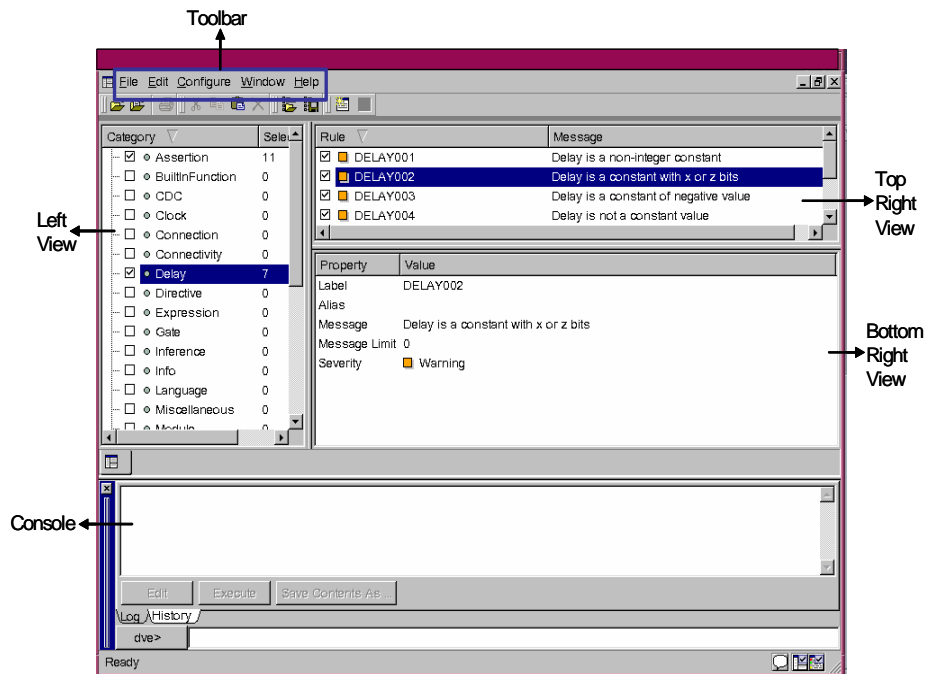 Toolbar
File Edit Configure Window Help
Category Sele
Assertion 11
BuiltInFunction 0
CDC 0
Clock 0
Connection 0
Connectivity 0
Delay 7
Directive 0
Expression 0
Gate 0
Inference 0
Info 0
Language 0
Miscellaneous 0
Module 0
Rule Message
DELAY001 Delay is a non-integer constant
DELAY002 Delay is a constant with x or z bits
DELAY003 Delay is a constant of negative value
DELAY004 Delay is not a constant value
Property Value
Label DELAY002
Alias
Message Delay is a constant with x or z bits
Message Limit 0
Severity Warning
Left
View
Top
Right
View
Bottom
Right
View
Console
Edit Execute Save Contents As ...
Log History
dve>
Ready